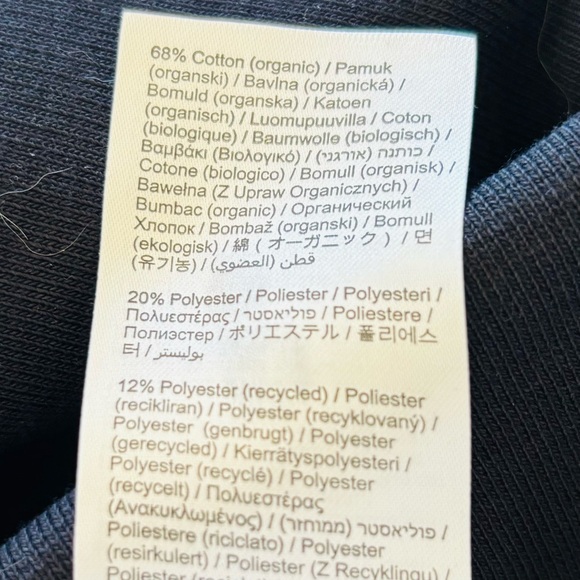 68% Cotton (organic) / Pamuk
(organski) / Bavlna (organická) /
Bomuld (organska) / Katoen
(organisch) / Luomupuuvilla / Coton
(biologique) / Baumwolle (biologisch) /
Βαμβάκι (Βιολογικό) / (אורגני) כותנה /
Cotone (biologico) / Bomull (organisk) /
Bawełna (Z Upraw Organicznych) /
Bumbac (organic) / Органический
Хлопок / Bombaž (organski) / Bomull
(ekologisk) / 綿 ( オーガニック ) / 면
(유기농) / قطن (العضوي)
20% Polyester / Poliester / Polyesteri /
Πολυεστέρας / פוליאסטר / Poliestere /
Полиэстер / ポリエステル / 폴리에스
터 / بوليستر
12% Polyester (recycled) / Poliester
(recikliran) / Polyester (recyklovaný) /
Polyester (genbrugt) / Polyester
(gerecycled) / Kierrätyspolyesteri /
Polyester (recyclé) / Polyester
(recycelt) / Πολυεστέρας
(Ανακυκλωμένος) / (ממוחזר) פוליאסטר /
Poliestere (riciclato) / Polyester
(resirkulert) / Poliester (Z Recyklingu) /